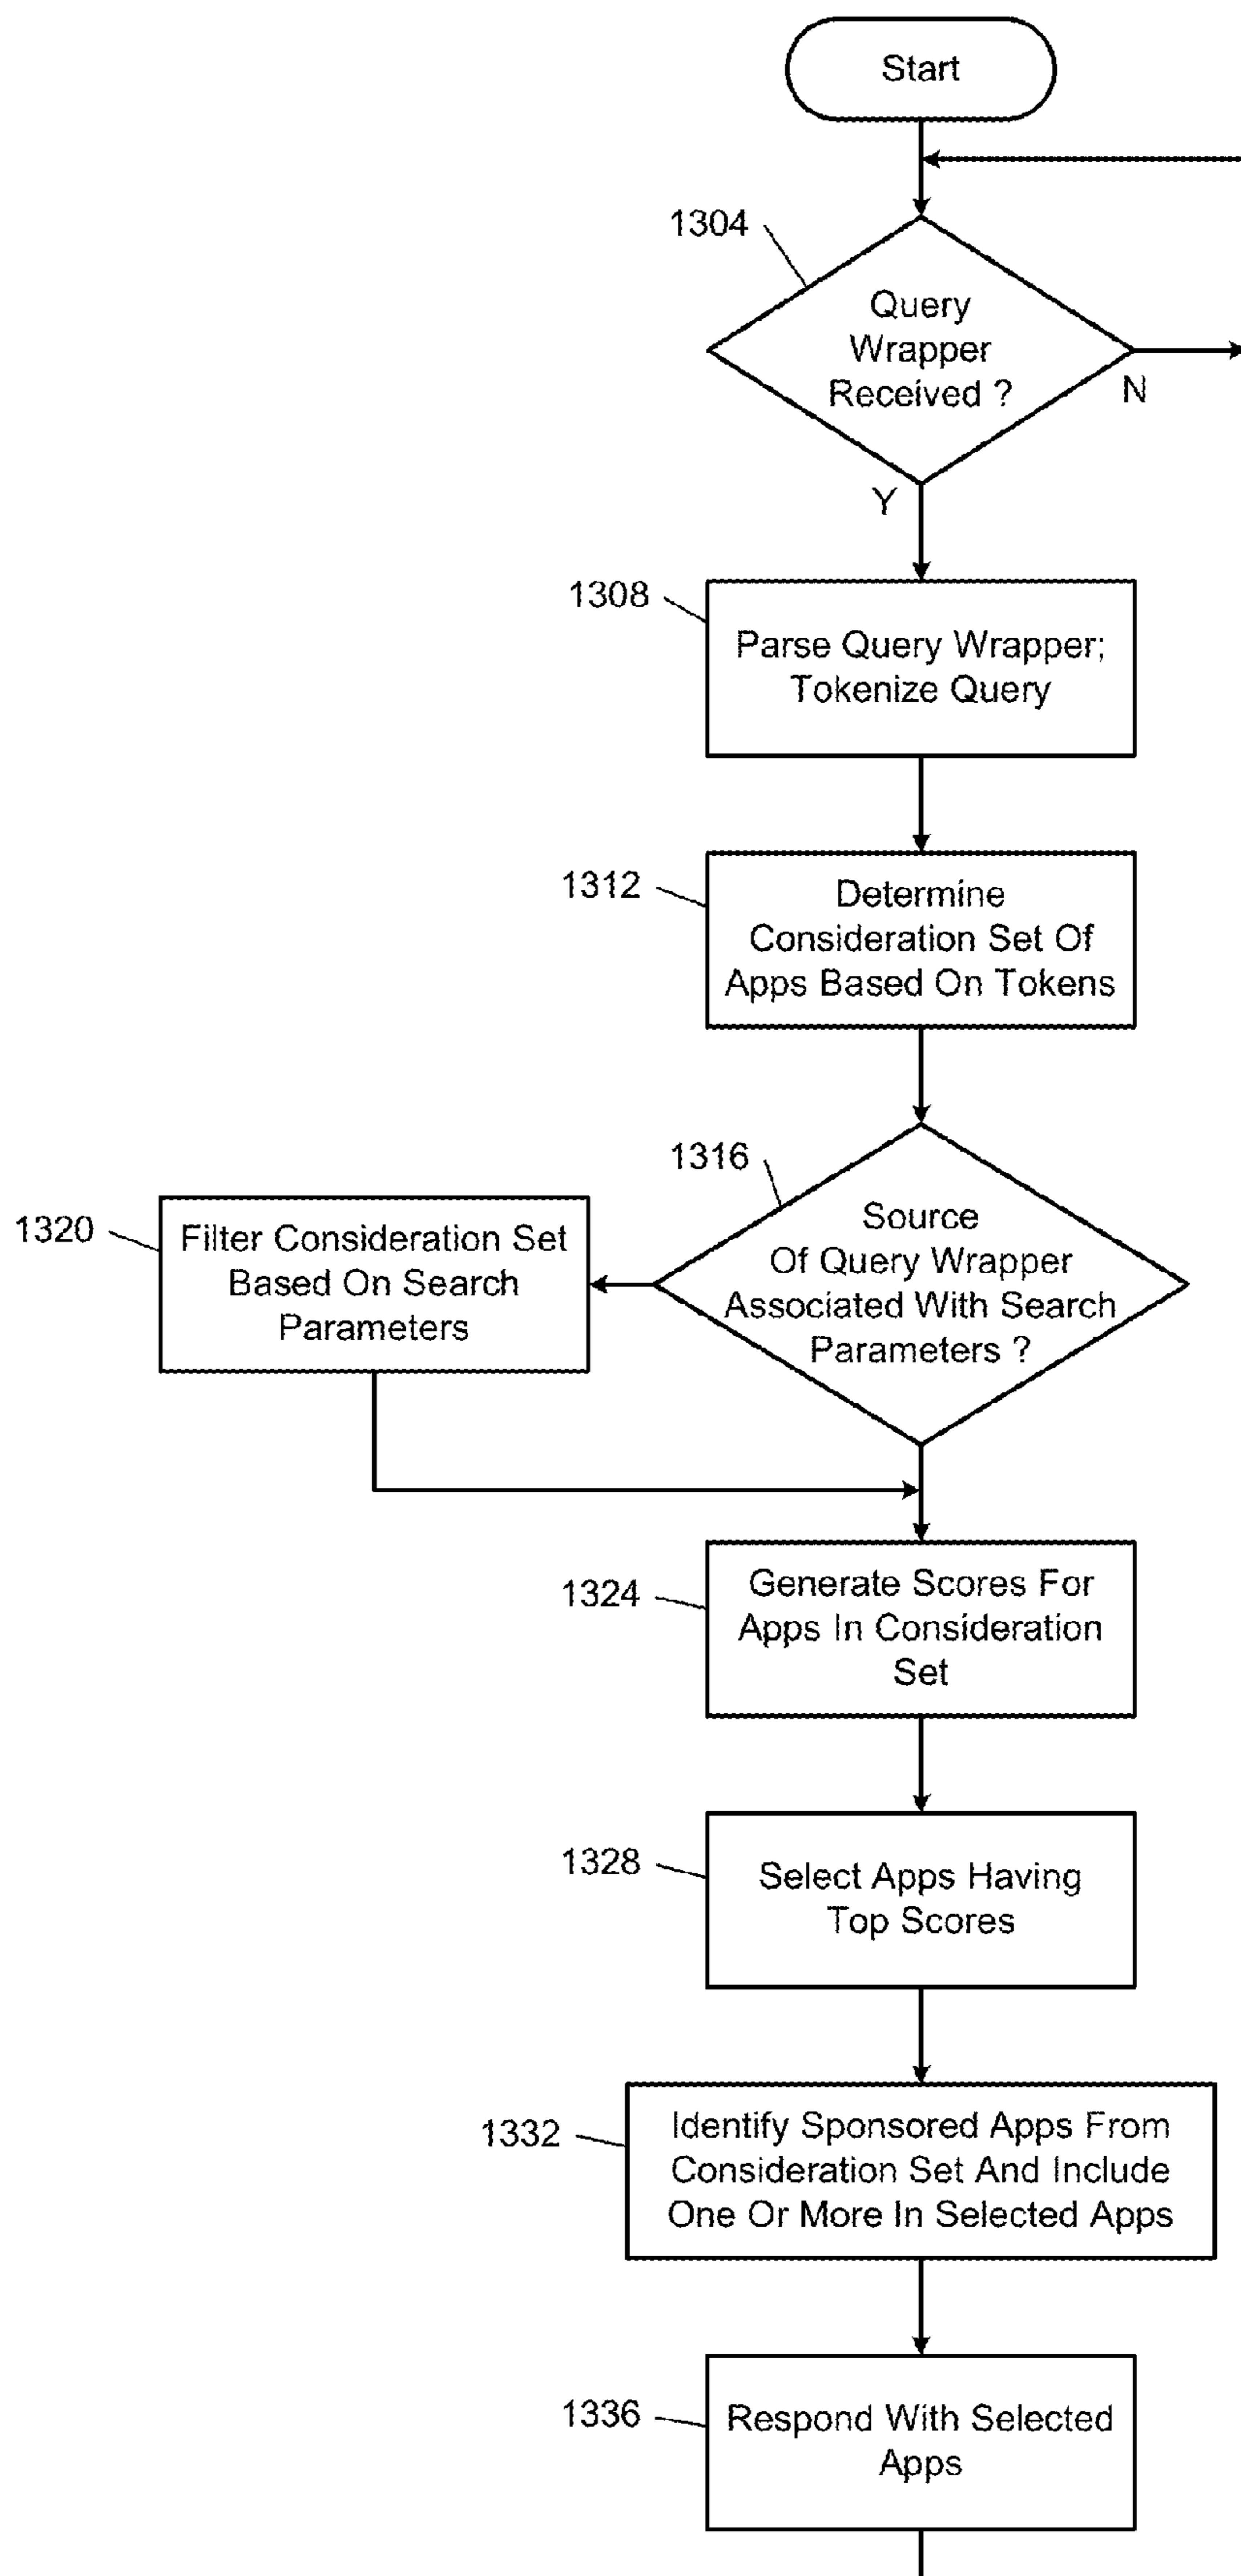 Start
1304
Query
Wrapper
Received ?
N
Y
1308
Parse Query Wrapper;
Tokenize Query
1312
Determine
Consideration Set Of
Apps Based On Tokens
1316
Source
Of Query Wrapper
Associated With Search
Parameters ?
1320
Filter Consideration Set
Based On Search
Parameters
1324
Generate Scores For
Apps In Consideration
Set
1328
Select Apps Having
Top Scores
1332
Identify Sponsored Apps From
Consideration Set And Include
One Or More In Selected Apps
1336
Respond With Selected
Apps